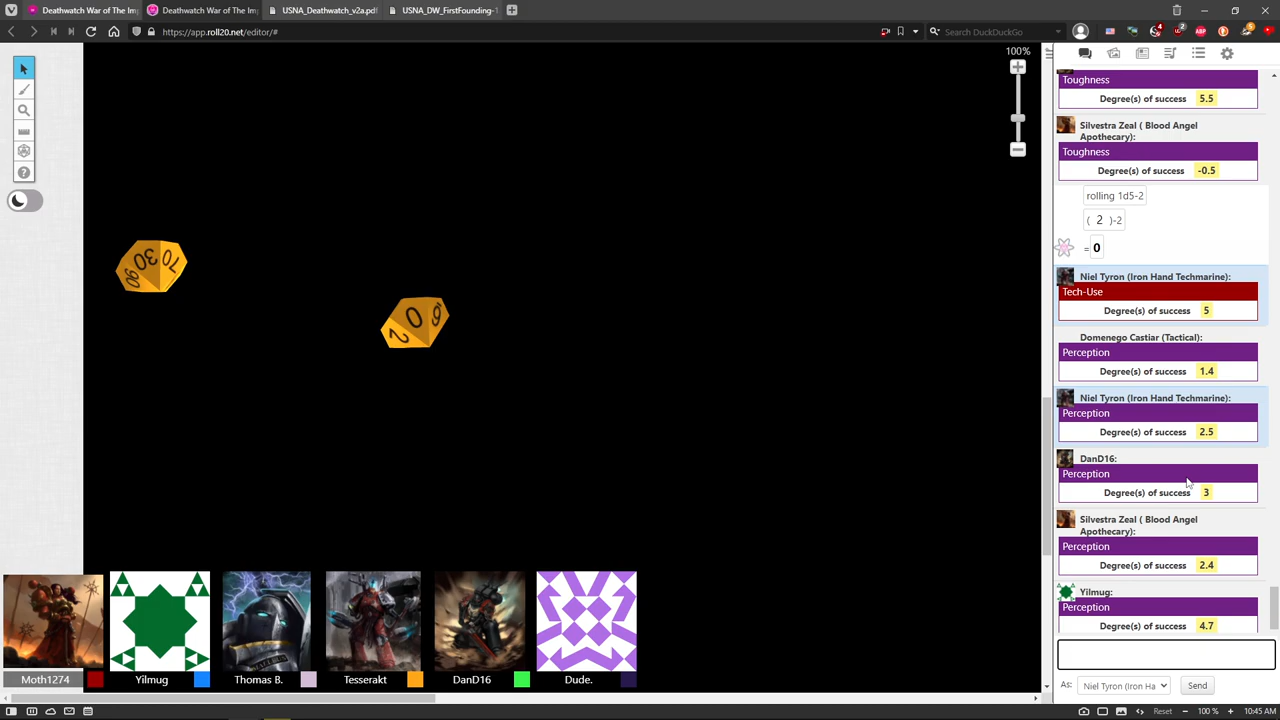 Deathwatch War of The Im
Deathwatch War Of The Im
USNA_Deathwatch_v2a.pdf
USNA_DW_FirstFounding-1
https://app.roll20.net/editor/#
Search DuckDuckGo
100%
Toughness
Degree(s) of success 5.5
Silvestra Zeal ( Blood Angel
Apothecary):
Toughness
Degree(s) of success -0.5
rolling 1d5-2
( 2 )-2
= 0
30
70
90
Niel Tyron (Iron Hand Techmarine):
Tech-Use
Degree(s) of success 5
0
2
Domenego Castiar (Tactical):
Perception
Degree(s) of success 1.4
Niel Tyron (Iron Hand Techmarine):
Perception
Degree(s) of success 2.5
DanD16:
Perception
Degree(s) of success 3
Silvestra Zeal ( Blood Angel
Apothecary):
Perception
Degree(s) of success 2.4
Yilmug:
Perception
Degree(s) of success 4.7
Moth1274
Yilmug
Thomas B.
Tesserakt
DanD16
Dude.
As: Niel Tyron (Iron Ha
Send
Reset
100 %
10:45 AM